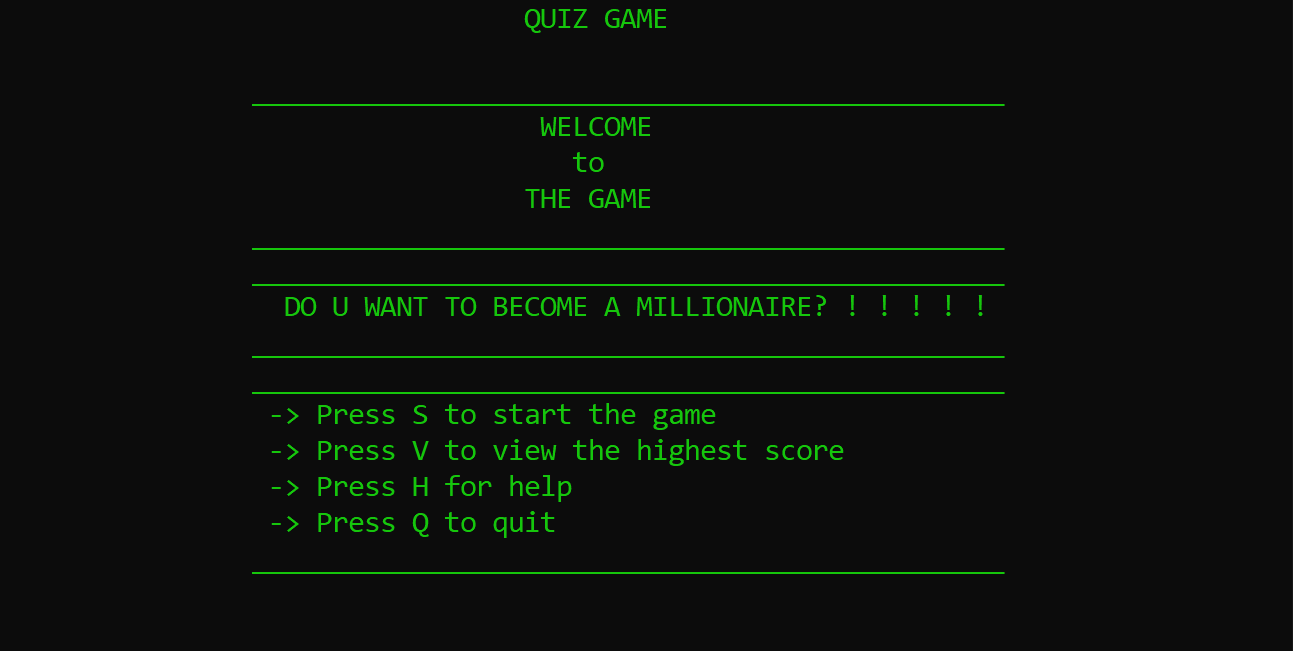 QUIZ GAME
WELCOME
to
THE GAME
DO U WANT TO BECOME A MILLIONAIRE? ! ! ! ! !
-> Press S to start the game
-> Press V to view the highest score
-> Press H for help
-> Press Q to quit